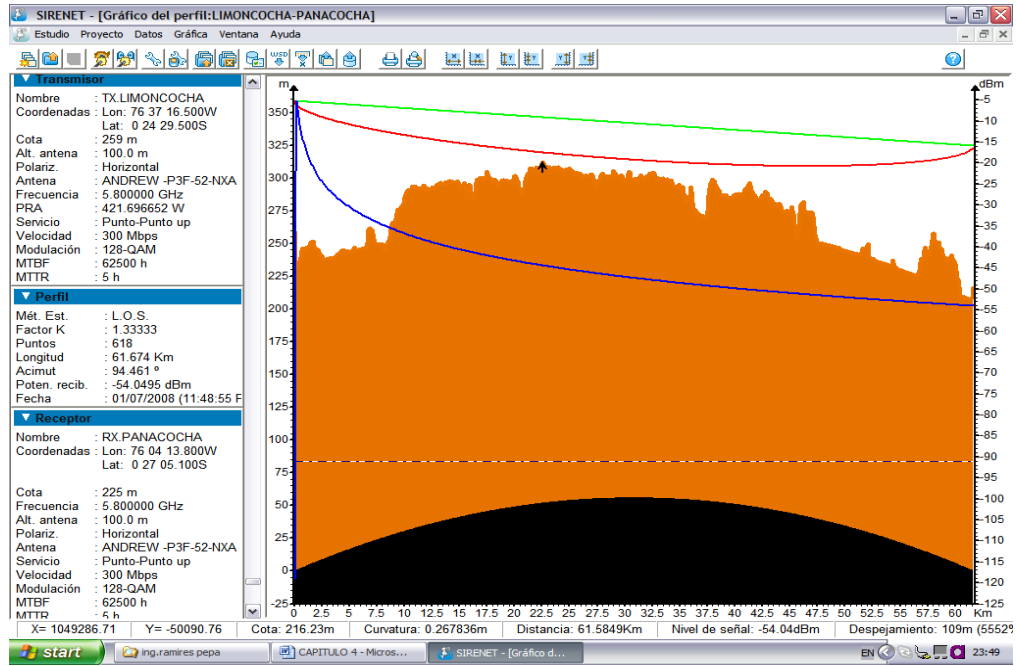 SIRENET - [Gráfico del perfil:LIMONCOCHA-PANACOCHA]
Estudio Proyecto Datos Gráfica Ventana Ayuda
Transmisor
Nombre : TX.LIMONCOCHA
Coordenadas : Lon: 76 37 16.500W
Lat: 0 24 29.500S
Cota : 259 m
Alt. antena : 100.0 m
Polariz. : Horizontal
Antena : ANDREW -P3F-52-NXA
Frecuencia : 5.800000 GHz
PRA : 421.696652 W
Servicio : Punto-Punto up
Velocidad : 300 Mbps
Modulación : 128-QAM
MTBF : 62500 h
MTTR : 5 h
Perfil
Mét. Est. : L.O.S.
Factor K : 1.33333
Puntos : 618
Longitud : 61.674 Km
Acimut : 94.461 º
Poten. recib. : -54.0495 dBm
Fecha : 01/07/2008 (11:48:55 F
Receptor
Nombre : RX.PANACOCHA
Coordenadas : Lon: 76 04 13.800W
Lat: 0 27 05.100S
Cota : 225 m
Frecuencia : 5.800000 GHz
Alt. antena : 100.0 m
Polariz. : Horizontal
Antena : ANDREW -P3F-52-NXA
Servicio : Punto-Punto up
Velocidad : 300 Mbps
Modulación : 128-QAM
MTBF : 62500 h
MTTR : 5 h
m
350
325
300
275
250
225
200
175
150
125
100
75
50
25
0
-25
dBm
-5
-10
-15
-20
-25
-30
-35
-40
-45
-50
-55
-60
-65
-70
-75
-80
-85
-90
-95
-100
-105
-110
-115
-120
-125
0 2.5 5 7.5 10 12.5 15 17.5 20 22.5 25 27.5 30 32.5 35 37.5 40 42.5 45 47.5 50 52.5 55 57.5 60 Km
X= 1049286.71 Y= -50090.76 Cota: 216.23m Curvatura: 0.267836m Distancia: 61.5849Km Nivel de señal: -54.04dBm Despejamiento: 109m (5552%
start ing.ramires pepa CAPITULO 4 - Micros... SIRENET - [Gráfico d... EN 23:49